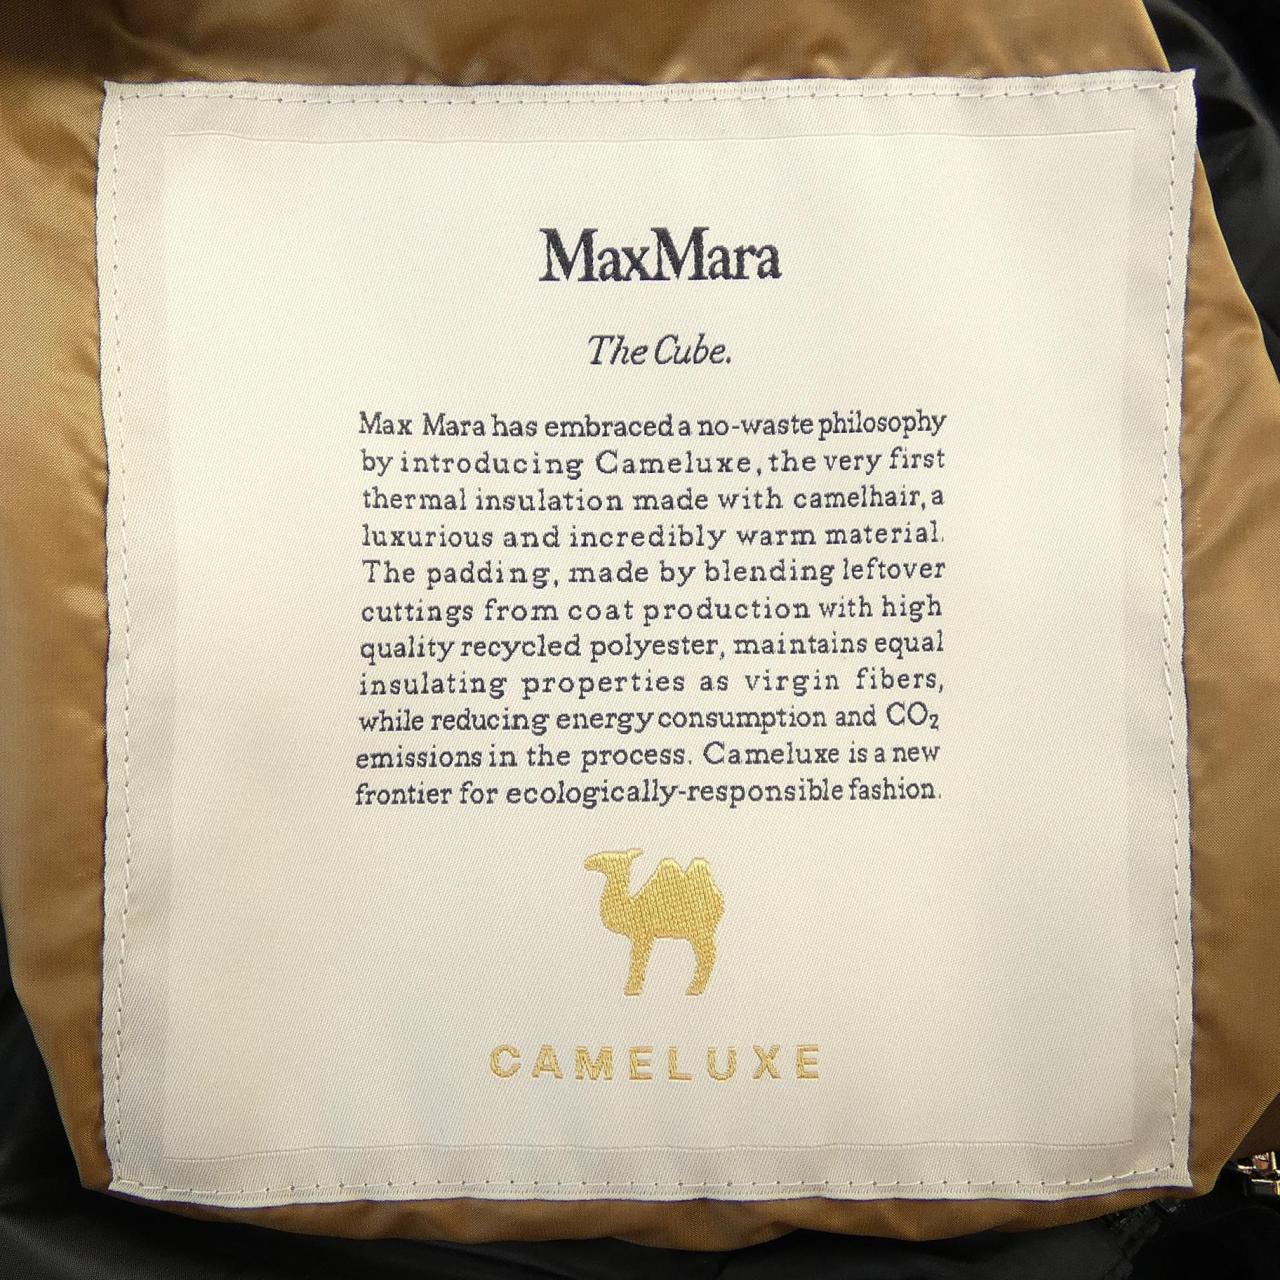 MaxMara
The Cube.
Max Mara has embraced a no-waste philosophy
by introducing Cameluxe, the very first
thermal insulation made with camelhair, a
luxurious and incredibly warm material.
The padding, made by blending leftover
cuttings from coat production with high
quality recycled polyester, maintains equal
insulating properties as virgin fibers,
while reducing energy consumption and CO₂
emissions in the process. Cameluxe is a new
frontier for ecologically-responsible fashion.
CAMELUXE